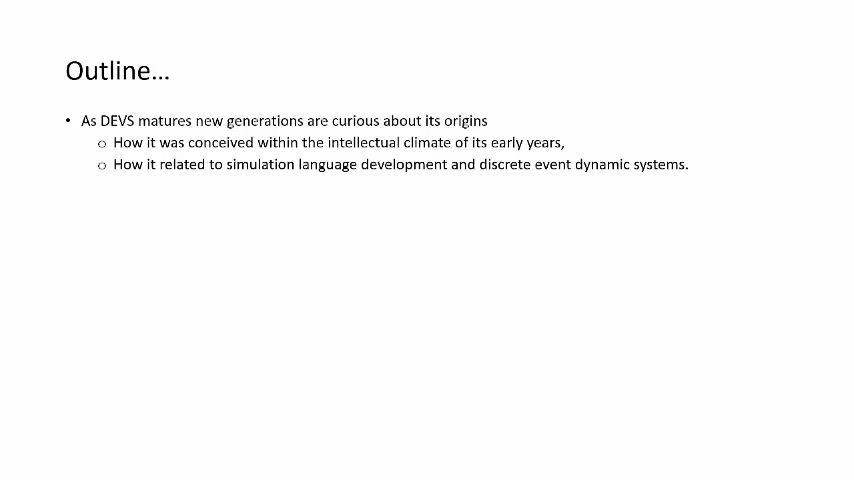 Outline…
• As DEVS matures new generations are curious about its origins
o How it was conceived within the intellectual climate of its early years,
o How it related to simulation language development and discrete event dynamic systems.